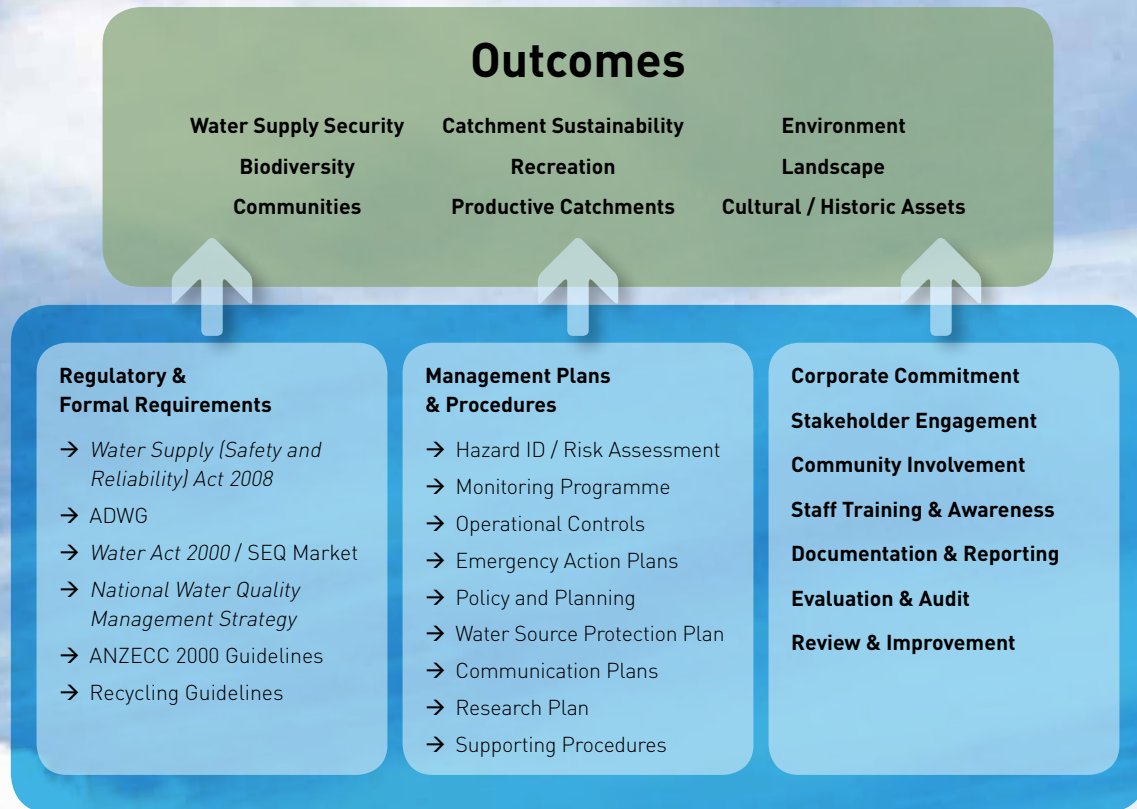 Outcomes
Water Supply Security
Biodiversity
Communities
Catchment Sustainability
Recreation
Productive Catchments
Environment
Landscape
Cultural / Historic Assets
Regulatory &
Formal Requirements
→ Water Supply (Safety and
Reliability) Act 2008
→ ADWG
→ Water Act 2000 / SEQ Market
→ National Water Quality
Management Strategy
→ ANZECC 2000 Guidelines
→ Recycling Guidelines
Management Plans
& Procedures
→ Hazard ID / Risk Assessment
→ Monitoring Programme
→ Operational Controls
→ Emergency Action Plans
→ Policy and Planning
→ Water Source Protection Plan
→ Communication Plans
→ Research Plan
→ Supporting Procedures
Corporate Commitment
Stakeholder Engagement
Community Involvement
Staff Training & Awareness
Documentation & Reporting
Evaluation & Audit
Review & Improvement